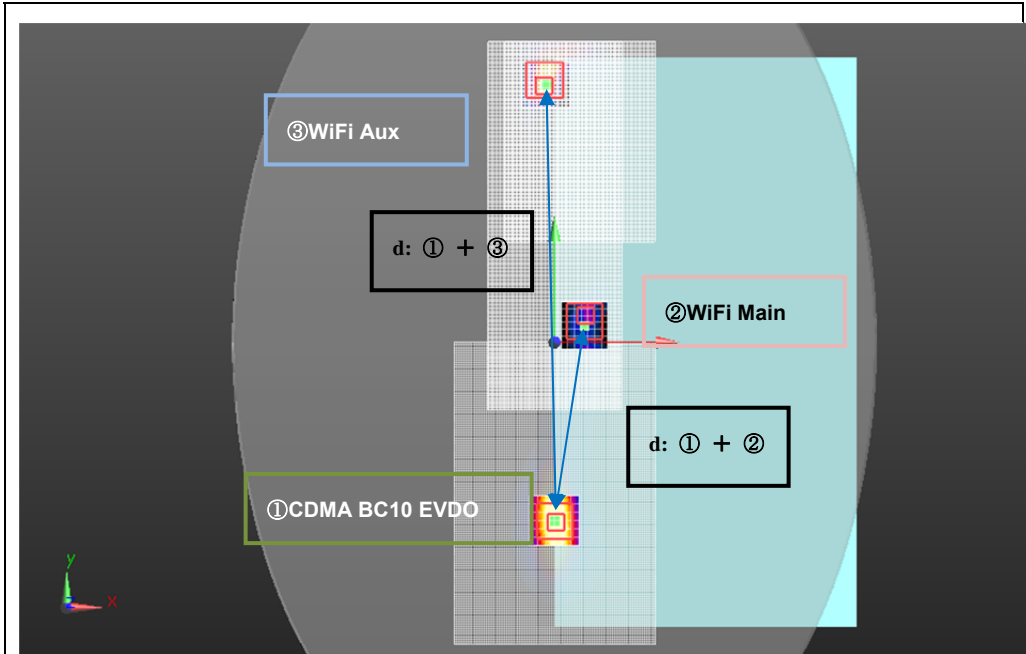 ③WiFi Aux
d: ① + ③
②WiFi Main
d: ① + ②
①CDMA BC10 EVDO
y
x